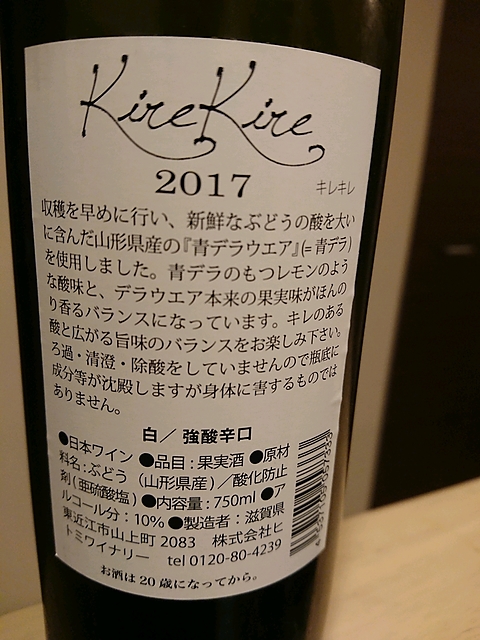 KireKire
2017 キレキレ
収穫を早めに行い、新鮮なぶどうの酸を大い
に含んだ山形県産の『青デラウエア』(=青デラ)
を使用しました。青デラのもつレモンのよう
な酸味と、デラウエア本来の果実味がほんの
り香るバランスになっています。キレのある
酸と広がる旨味のバランスをお楽しみ下さい。
ろ過・清澄・除酸をしていませんので瓶底に
成分等が沈殿しますが身体に害するものでは
ありません。
白／強酸辛口
●日本ワイン ●品目:果実酒 ●原材
料名:ぶどう(山形県産)／酸化防止
剤(亜硫酸塩) ●内容量:750ml ●ア
ルコール分:10% ●製造者:滋賀県
東近江市山上町2083 株式会社ヒ
トミワイナリー tel 0120-80-4239
お酒は20歳になってから。